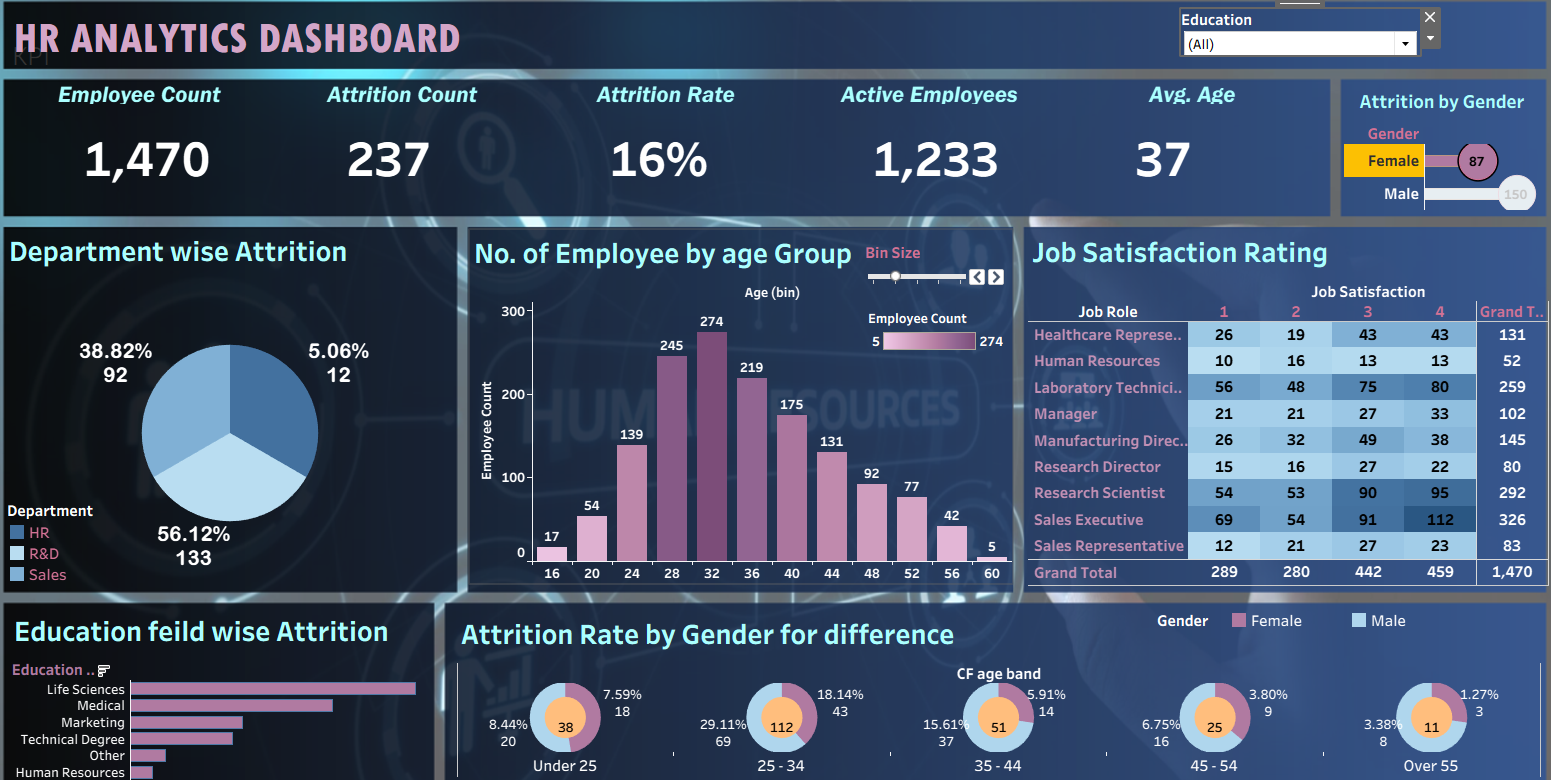 HR ANALYTICS DASHBOARD
KPI
Education
(All)
Employee Count
Attrition Count
Attrition Rate
Active Employees
Avg. Age
1,470
237
16%
1,233
37
Attrition by Gender
Gender
Female 87
Male 150
Department wise Attrition
38.82%
92
5.06%
12
56.12%
133
Department
HR
R&D
Sales
No. of Employee by age Group
Bin Size
Age (bin)
Employee Count
5 274
Employee Count
300
200
100
0
17 54 139 245 274 219 175 131 92 77 42 5
16 20 24 28 32 36 40 44 48 52 56 60
HUMAN RESOURCES
Job Satisfaction Rating
Job Satisfaction
Job Role 1 2 3 4 Grand T..
Healthcare Represe.. 26 19 43 43 131
Human Resources 10 16 13 13 52
Laboratory Technici.. 56 48 75 80 259
Manager 21 21 27 33 102
Manufacturing Direc.. 26 32 49 38 145
Research Director 15 16 27 22 80
Research Scientist 54 53 90 95 292
Sales Executive 69 54 91 112 326
Sales Representative 12 21 27 23 83
Grand Total 289 280 442 459 1,470
Education feild wise Attrition
Education ..
Life Sciences
Medical
Marketing
Technical Degree
Other
Human Resources
Attrition Rate by Gender for difference
Gender Female Male
CF age band
7.59%
18
8.44%
20
38
Under 25
18.14%
43
29.11%
69
112
25 - 34
5.91%
14
15.61%
37
51
35 - 44
3.80%
9
6.75%
16
25
45 - 54
1.27%
3
3.38%
8
11
Over 55